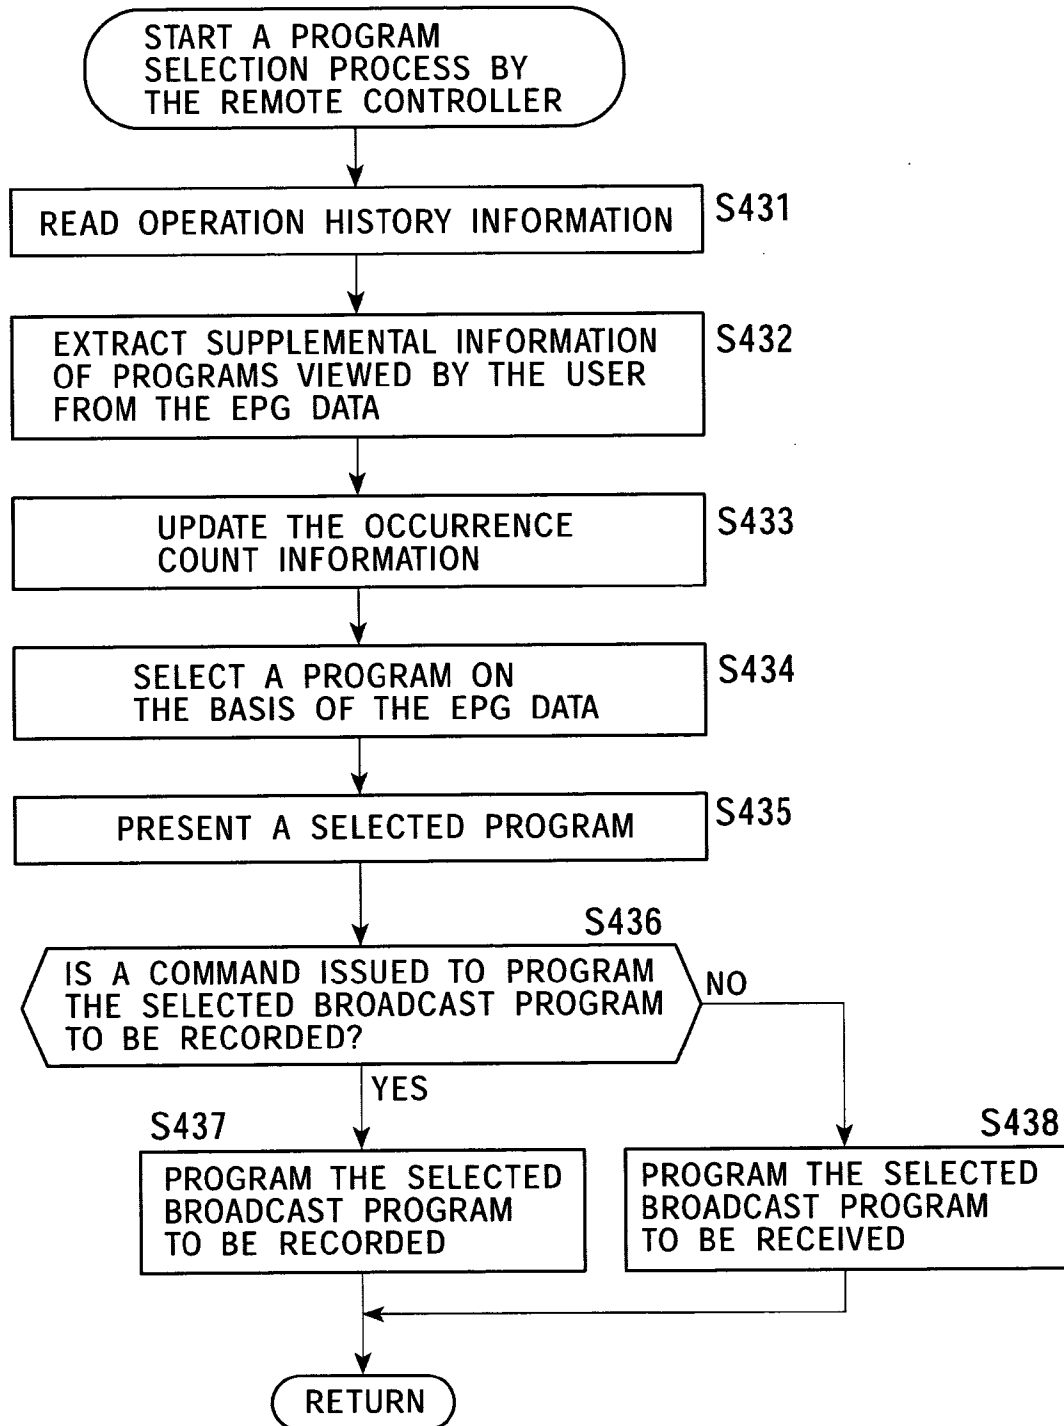 START A PROGRAM
SELECTION PROCESS BY
THE REMOTE CONTROLLER
READ OPERATION HISTORY INFORMATION
S431
EXTRACT SUPPLEMENTAL INFORMATION
OF PROGRAMS VIEWED BY THE USER
FROM THE EPG DATA
S432
UPDATE THE OCCURRENCE
COUNT INFORMATION
S433
SELECT A PROGRAM ON
THE BASIS OF THE EPG DATA
S434
PRESENT A SELECTED PROGRAM
S435
S436
IS A COMMAND ISSUED TO PROGRAM
THE SELECTED BROADCAST PROGRAM
TO BE RECORDED?
NO
YES
S437
PROGRAM THE SELECTED
BROADCAST PROGRAM
TO BE RECORDED
S438
PROGRAM THE SELECTED
BROADCAST PROGRAM
TO BE RECEIVED
RETURN